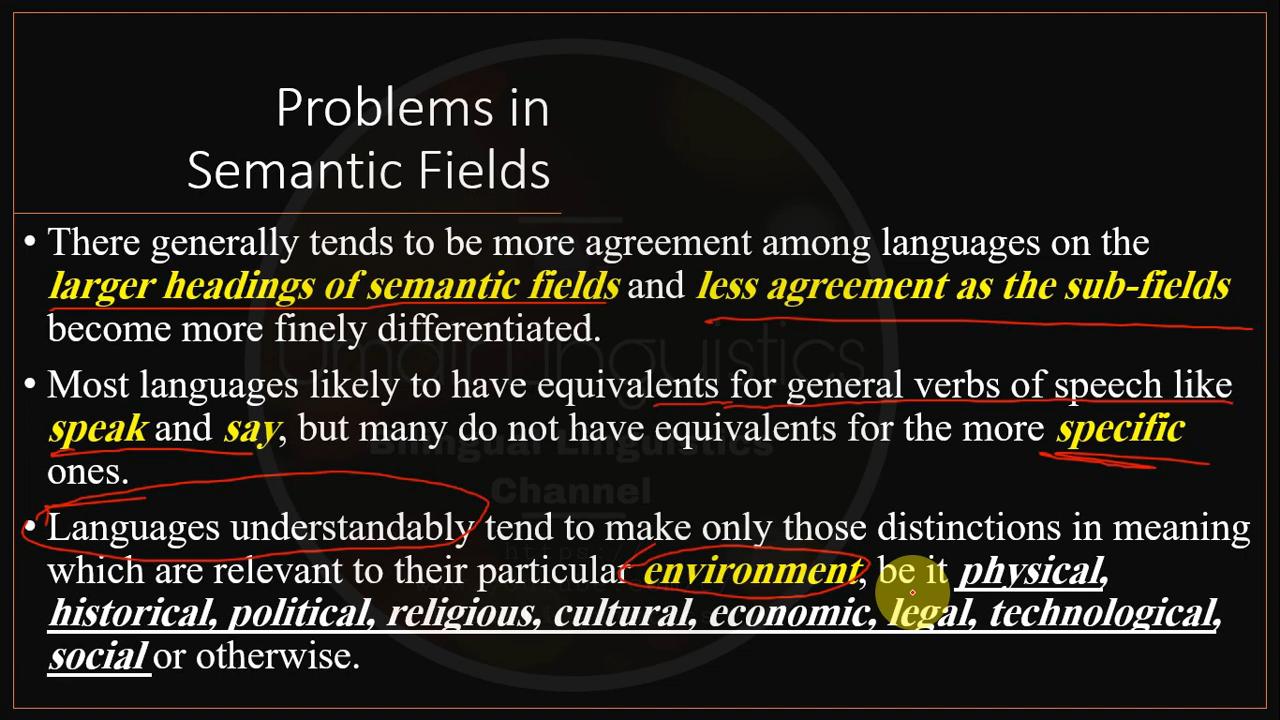 Problems in
Semantic Fields
• There generally tends to be more agreement among languages on the
larger headings of semantic fields and less agreement as the sub-fields
become more finely differentiated.
• Most languages likely to have equivalents for general verbs of speech like
speak and say, but many do not have equivalents for the more specific
ones.
• Languages understandably tend to make only those distinctions in meaning
which are relevant to their particular environment, be it physical,
historical, political, religious, cultural, economic, legal, technological,
social or otherwise.
Linguistics
Bilingual Linguistics
Channel